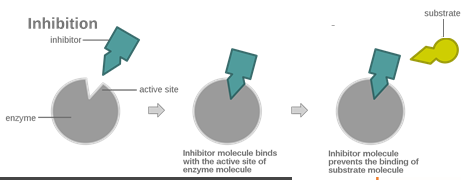 Inhibition
inhibitor
substrate
active site
enzyme
Inhibitor molecule binds
with the active site of
enzyme molecule
Inhibitor molecule
prevents the binding of
substrate molecule